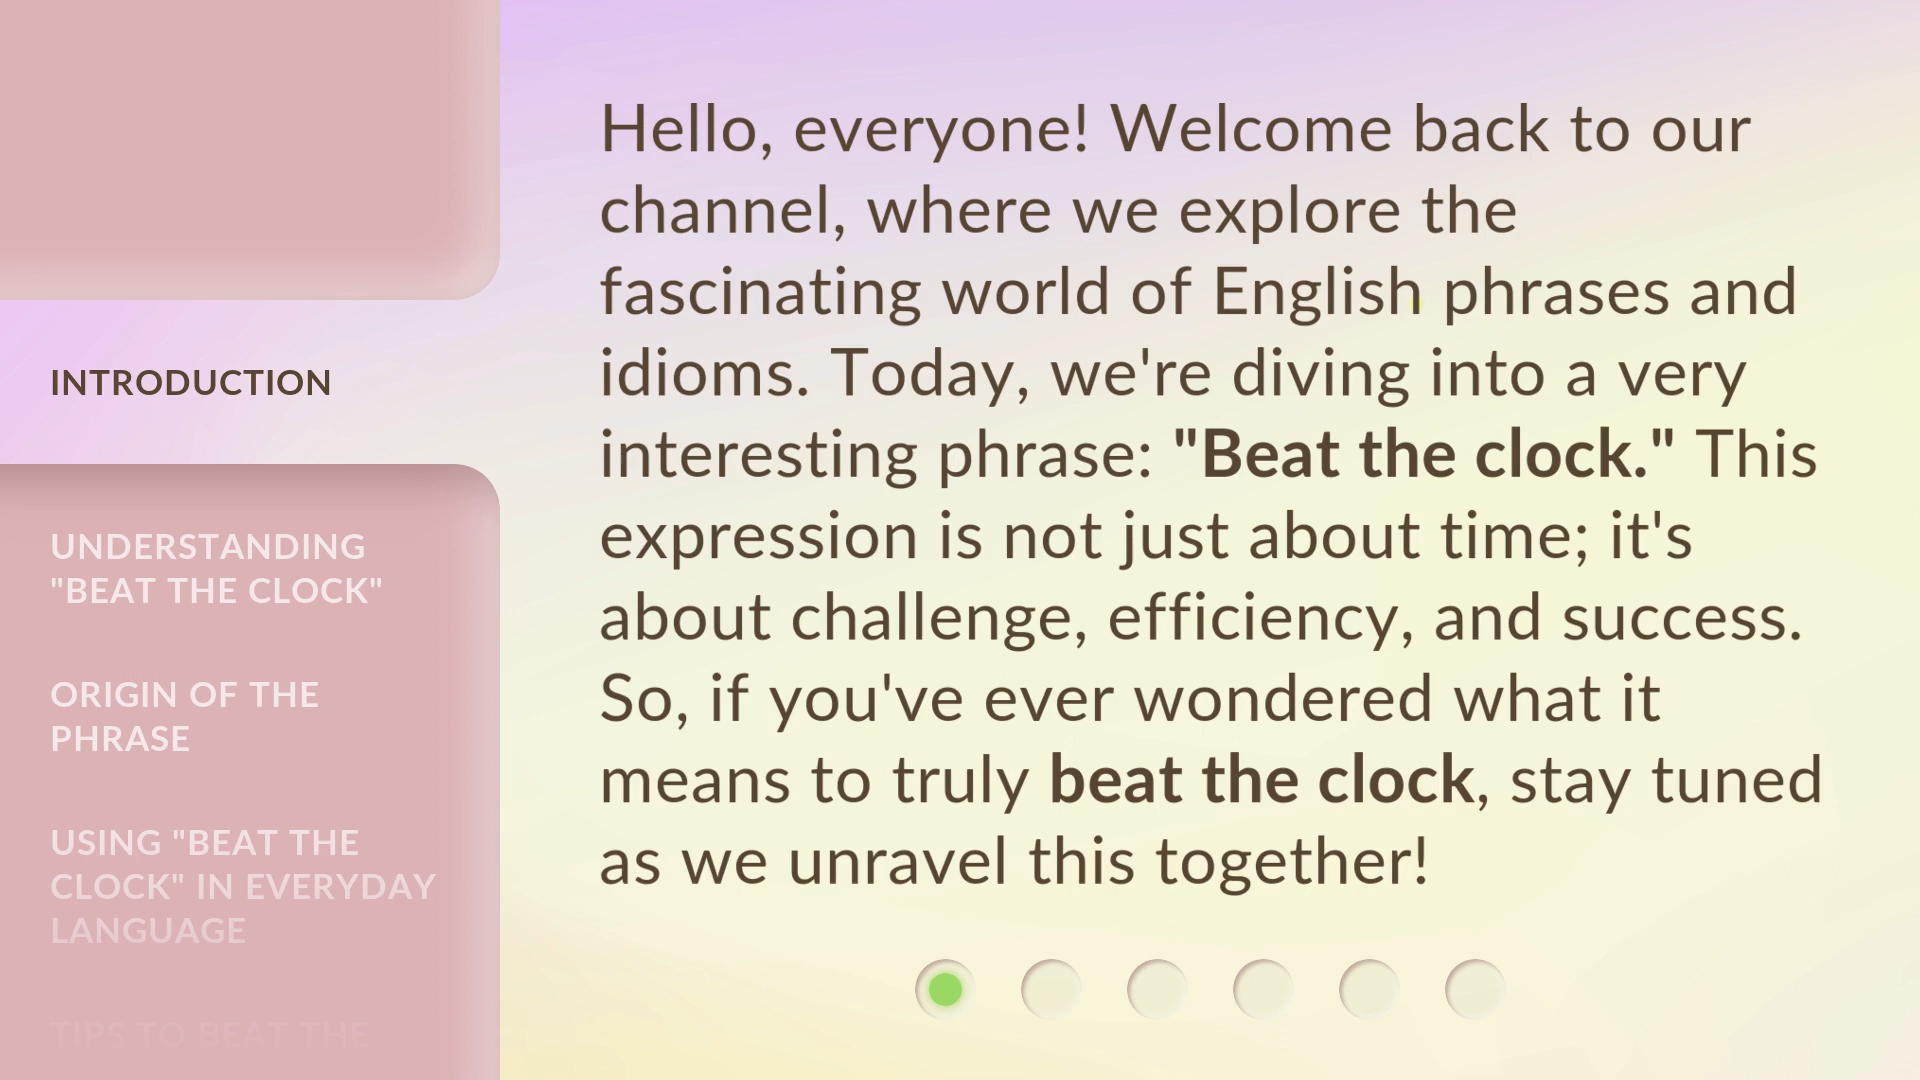 INTRODUCTION
UNDERSTANDING
"BEAT THE CLOCK"
ORIGIN OF THE
PHRASE
USING "BEAT THE
CLOCK" IN EVERYDAY
LANGUAGE
TIPS TO BEAT THE
Hello, everyone! Welcome back to our
channel, where we explore the
fascinating world of English phrases and
idioms. Today, we're diving into a very
interesting phrase: "Beat the clock." This
expression is not just about time; it's
about challenge, efficiency, and success.
So, if you've ever wondered what it
means to truly beat the clock, stay tuned
as we unravel this together!